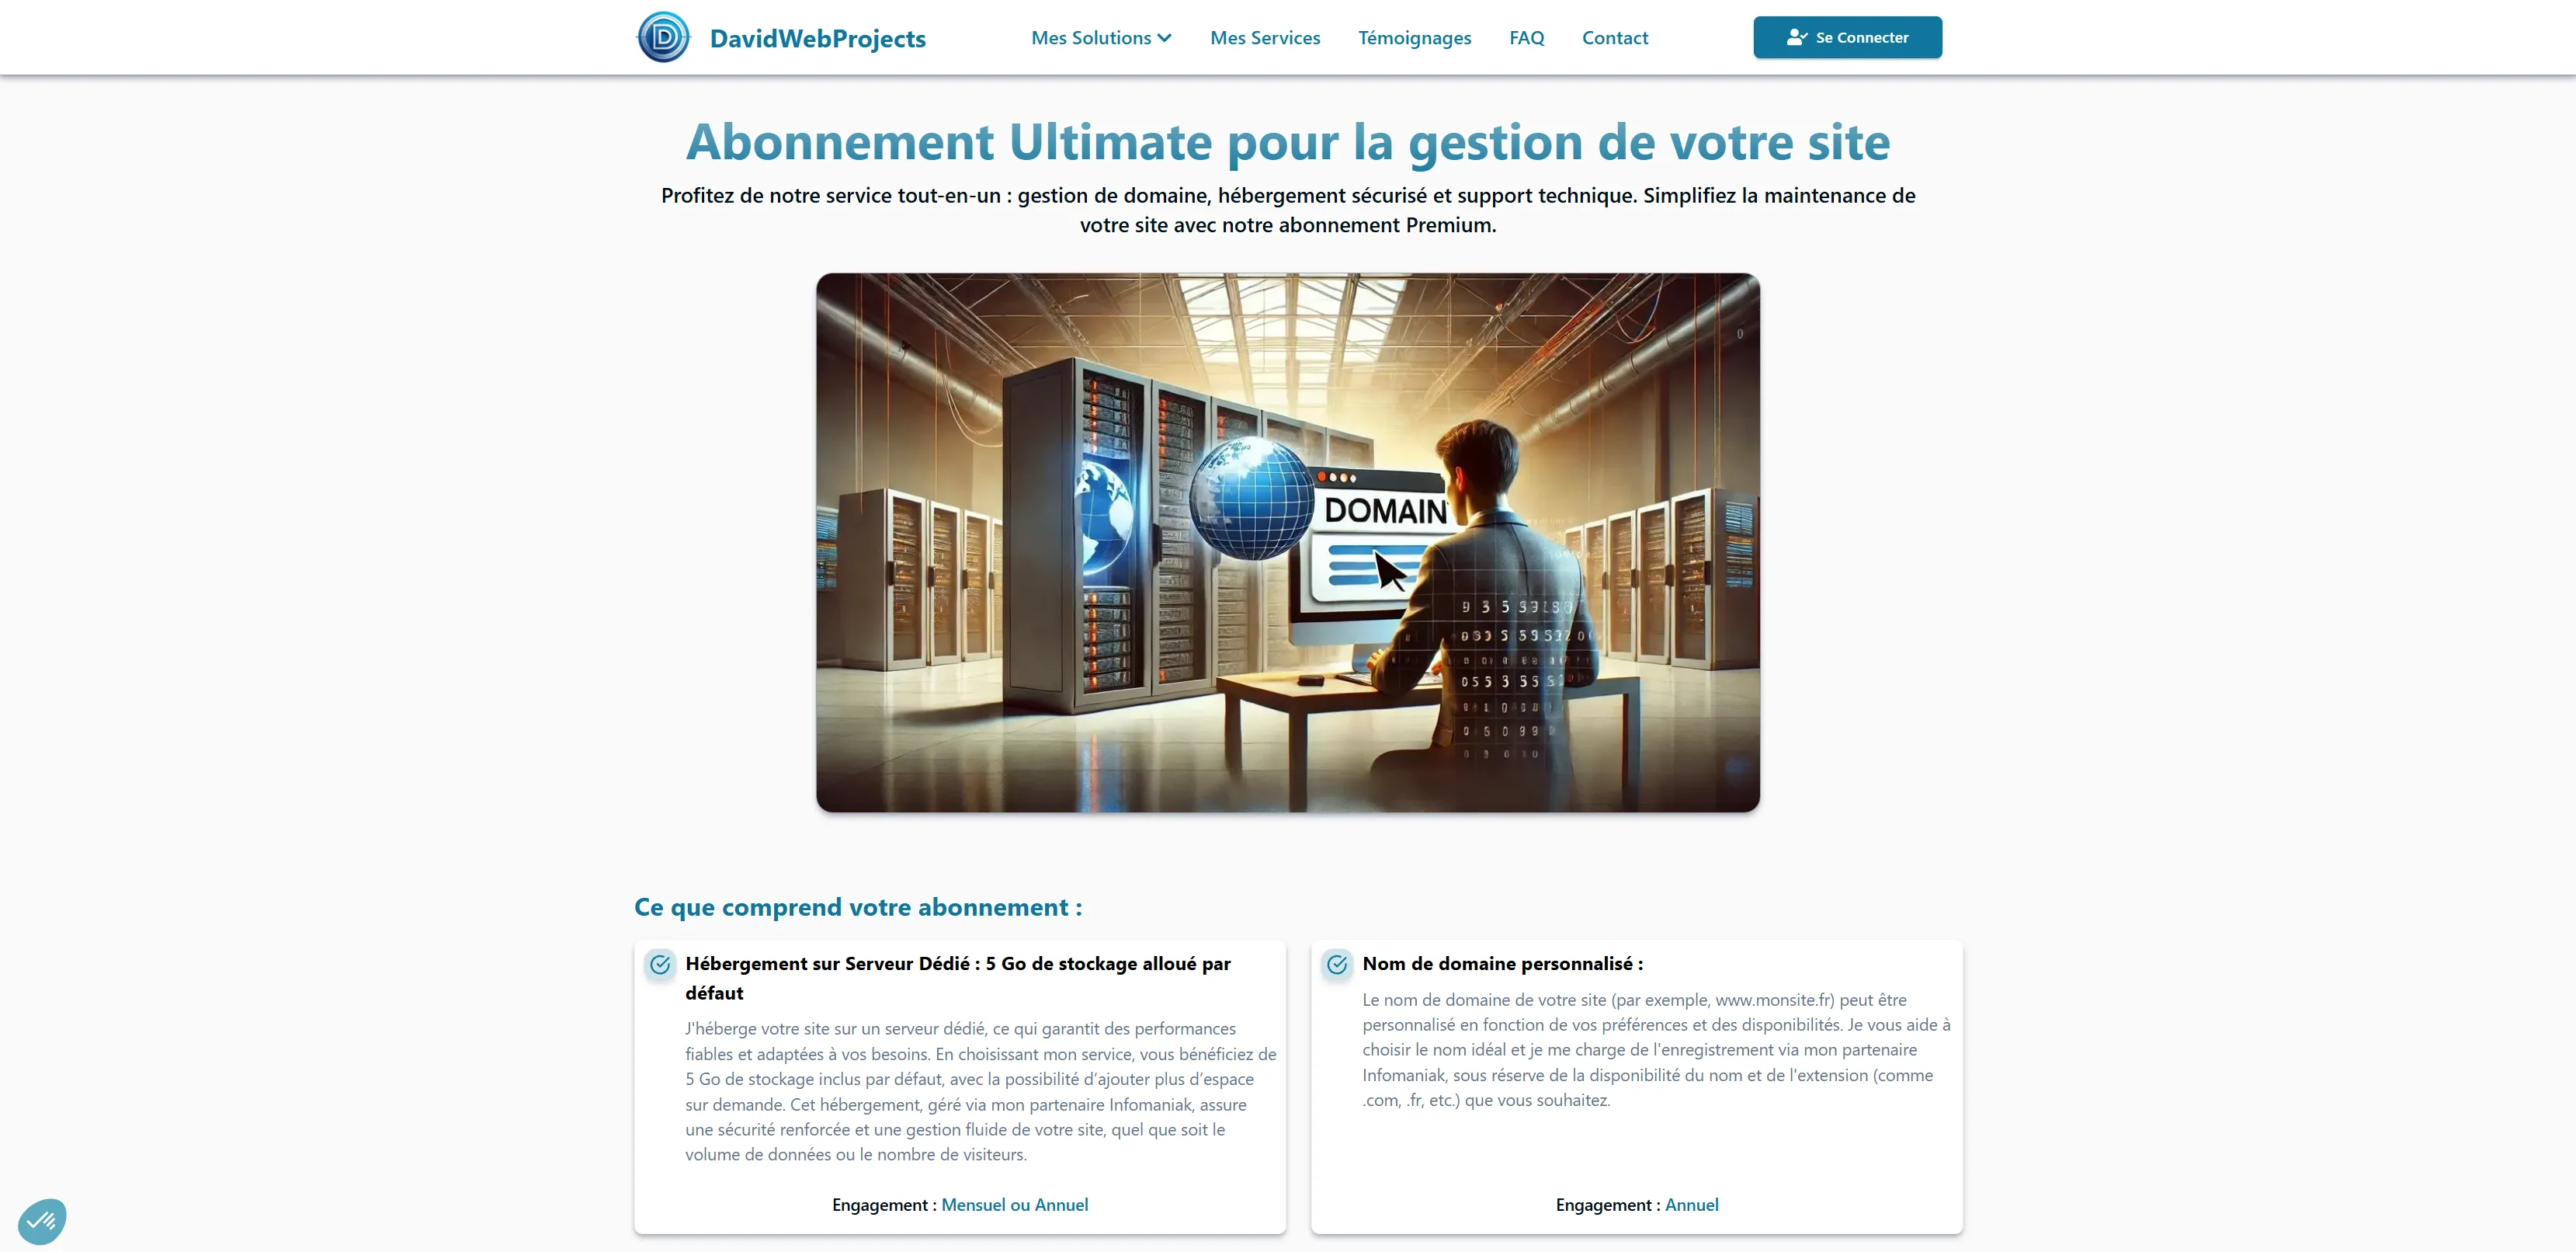 DavidWebProjects
Mes Solutions
Mes Services
Témoignages
FAQ
Contact
Se Connecter
Abonnement Ultimate pour la gestion de votre site
Profitez de notre service tout-en-un : gestion de domaine, hébergement sécurisé et support technique. Simplifiez la maintenance de
votre site avec notre abonnement Premium.
DOMAIN
Ce que comprend votre abonnement :
Hébergement sur Serveur Dédié : 5 Go de stockage alloué par
défaut
J'héberge votre site sur un serveur dédié, ce qui garantit des performances
fiables et adaptées à vos besoins. En choisissant mon service, vous bénéficiez de
5 Go de stockage inclus par défaut, avec la possibilité d’ajouter plus d’espace
sur demande. Cet hébergement, géré via mon partenaire Infomaniak, assure
une sécurité renforcée et une gestion fluide de votre site, quel que soit le
volume de données ou le nombre de visiteurs.
Engagement : Mensuel ou Annuel
Nom de domaine personnalisé :
Le nom de domaine de votre site (par exemple, www.monsite.fr) peut être
personnalisé en fonction de vos préférences et des disponibilités. Je vous aide à
choisir le nom idéal et je me charge de l'enregistrement via mon partenaire
Infomaniak, sous réserve de la disponibilité du nom et de l'extension (comme
.com, .fr, etc.) que vous souhaitez.
Engagement : Annuel